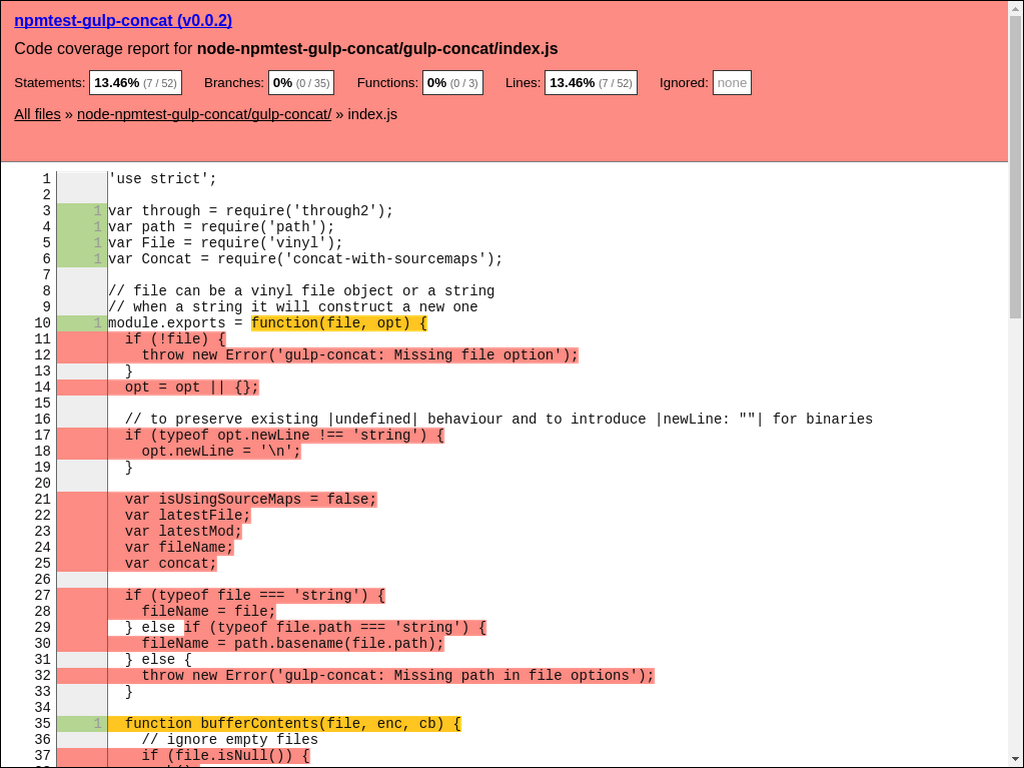 npmtest-gulp-concat (v0.0.2)
Code coverage report for node-npmtest-gulp-concat/gulp-concat/index.js
Statements: 13.46% (7 / 52) Branches: 0% (0 / 35) Functions: 0% (0 / 3) Lines: 13.46% (7 / 52) Ignored: none
All files » node-npmtest-gulp-concat/gulp-concat/ » index.js
1 'use strict';
2
3 1 var through = require('through2');
4 1 var path = require('path');
5 1 var File = require('vinyl');
6 1 var Concat = require('concat-with-sourcemaps');
7
8 // file can be a vinyl file object or a string
9 // when a string it will construct a new one
10 1 module.exports = function(file, opt) {
11 if (!file) {
12 throw new Error('gulp-concat: Missing file option');
13 }
14 opt = opt || {};
15
16 // to preserve existing |undefined| behaviour and to introduce |newLine: ""| for binaries
17 if (typeof opt.newLine !== 'string') {
18 opt.newLine = '\n';
19 }
20
21 var isUsingSourceMaps = false;
22 var latestFile;
23 var latestMod;
24 var fileName;
25 var concat;
26
27 if (typeof file === 'string') {
28 fileName = file;
29 } else if (typeof file.path === 'string') {
30 fileName = path.basename(file.path);
31 } else {
32 throw new Error('gulp-concat: Missing path in file options');
33 }
34
35 1 function bufferContents(file, enc, cb) {
36 // ignore empty files
37 if (file.isNull()) {